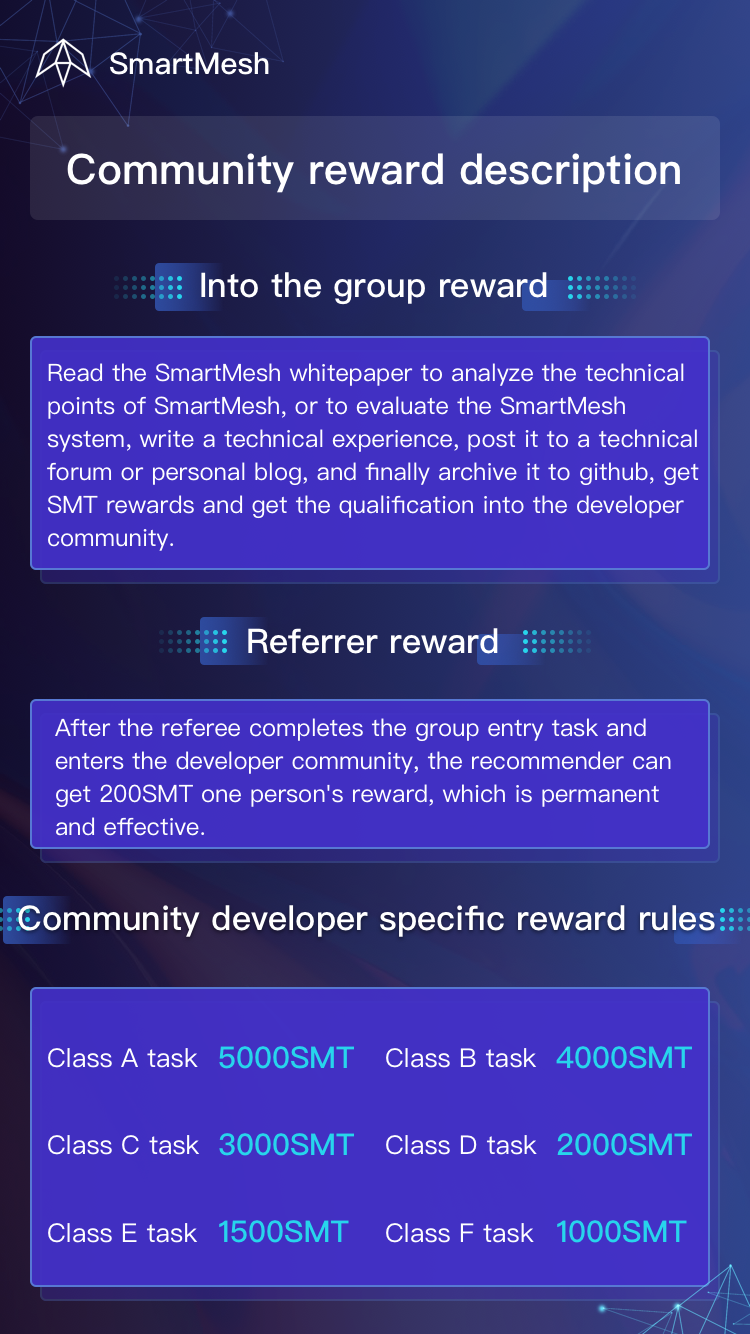 SmartMesh
Community reward description
Into the group reward
Read the SmartMesh whitepaper to analyze the technical
points of SmartMesh, or to evaluate the SmartMesh
system, write a technical experience, post it to a technical
forum or personal blog, and finally archive it to github, get
SMT rewards and get the qualification into the developer
community.
Referrer reward
After the referee completes the group entry task and
enters the developer community, the recommender can
get 200SMT one person's reward, which is permanent
and effective.
Community developer specific reward rules
Class A task 5000SMT Class B task 4000SMT
Class C task 3000SMT Class D task 2000SMT
Class E task 1500SMT Class F task 1000SMT